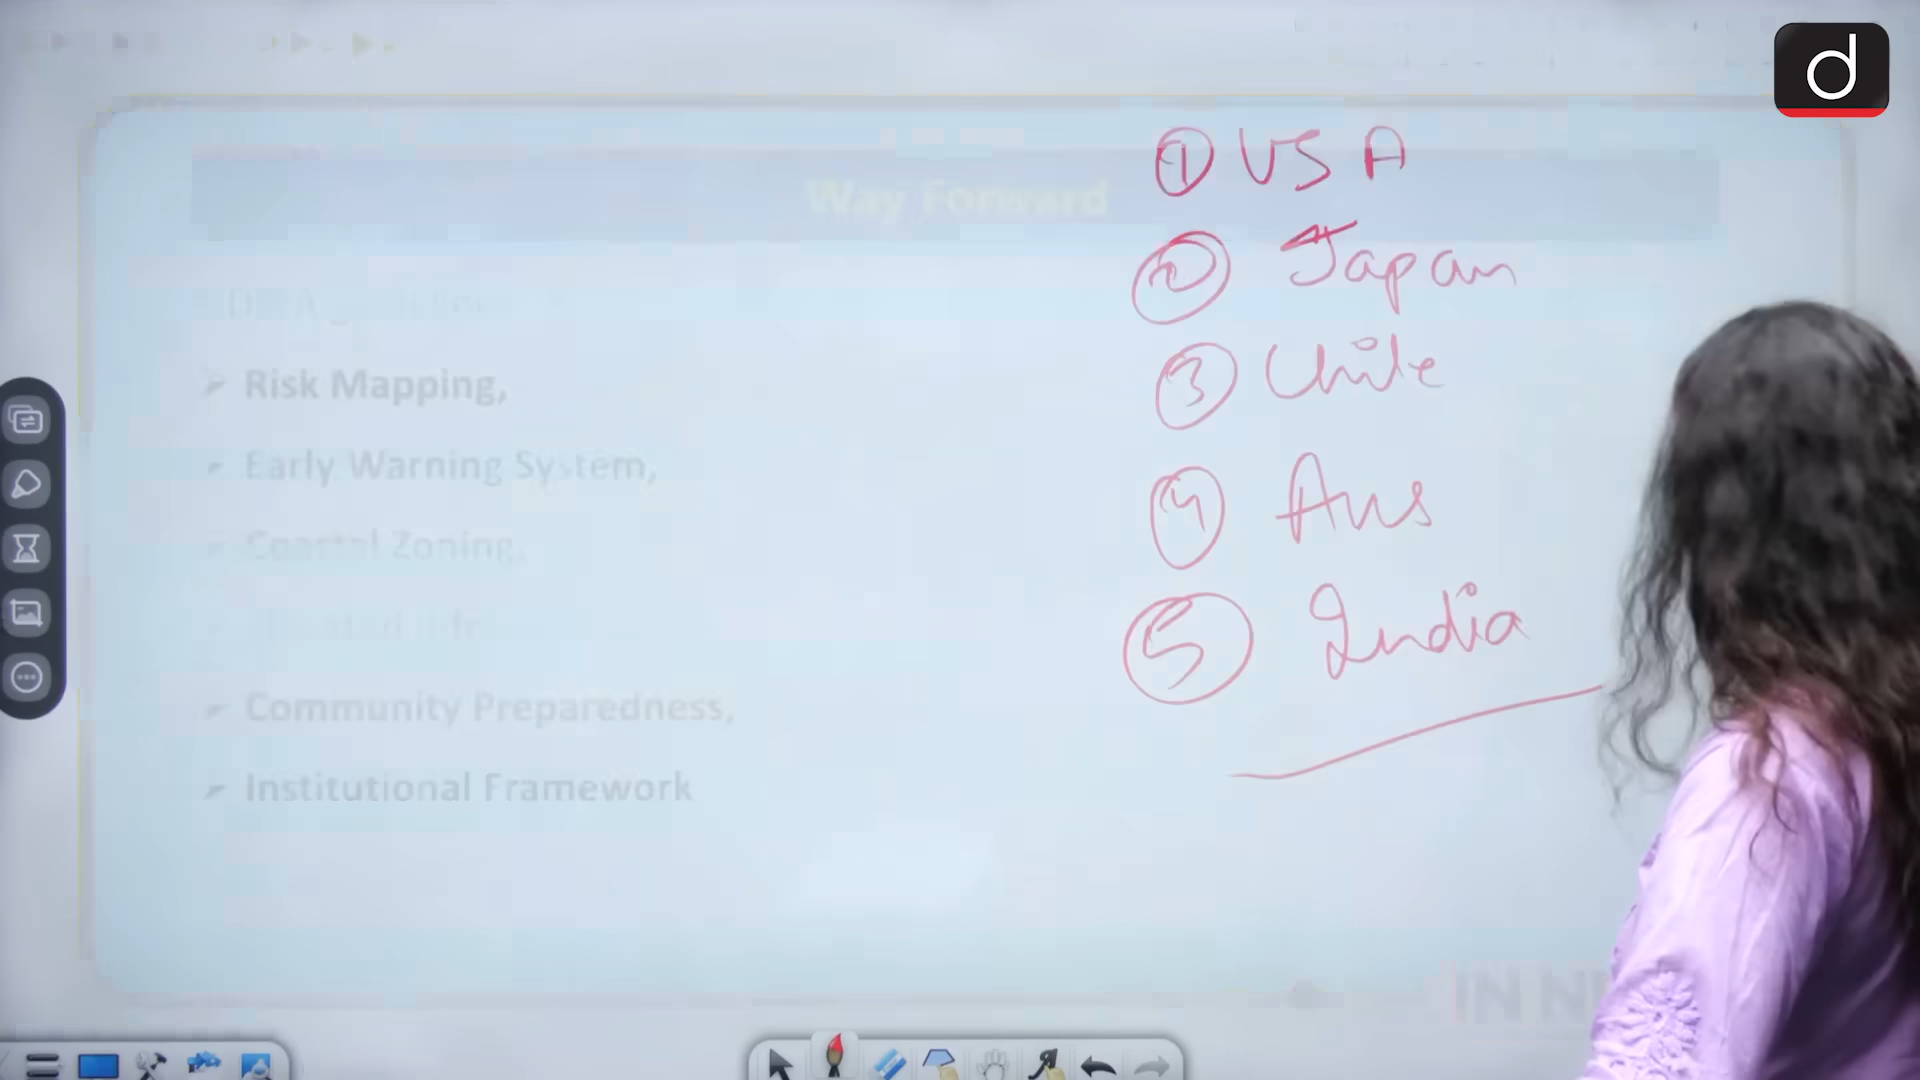 Way Forward
Risk Mapping,
Early Warning System,
Coastal Zoning,
Community Preparedness,
Institutional Framework
① USA
② Japan
③ Chile
④ Aus
⑤ India
IN
d